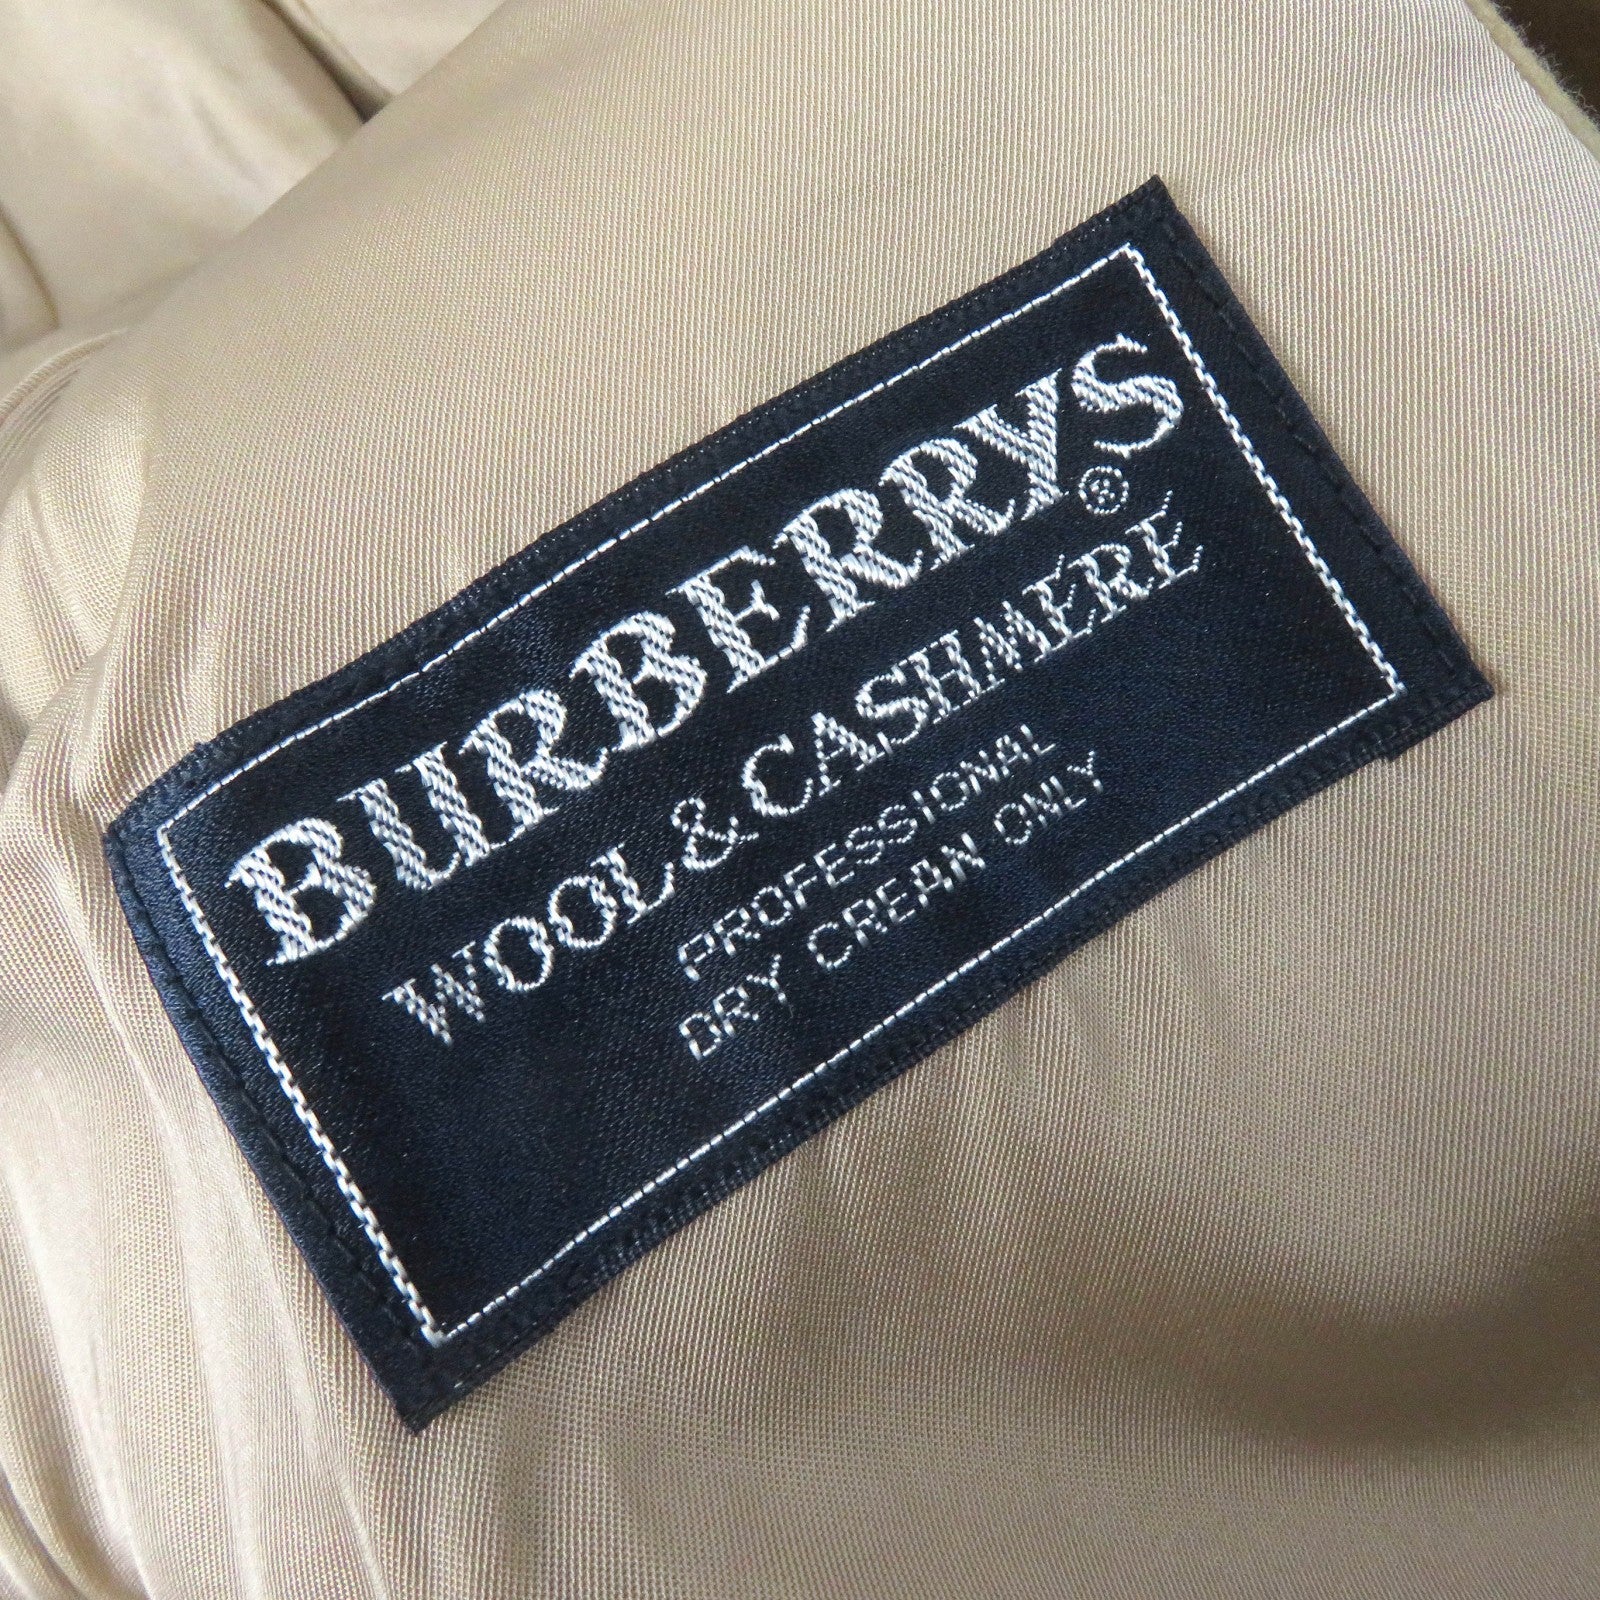 BURBERRYS®
WOOL & CASHMERE
PROFESSIONAL
DRY CREAN ONLY